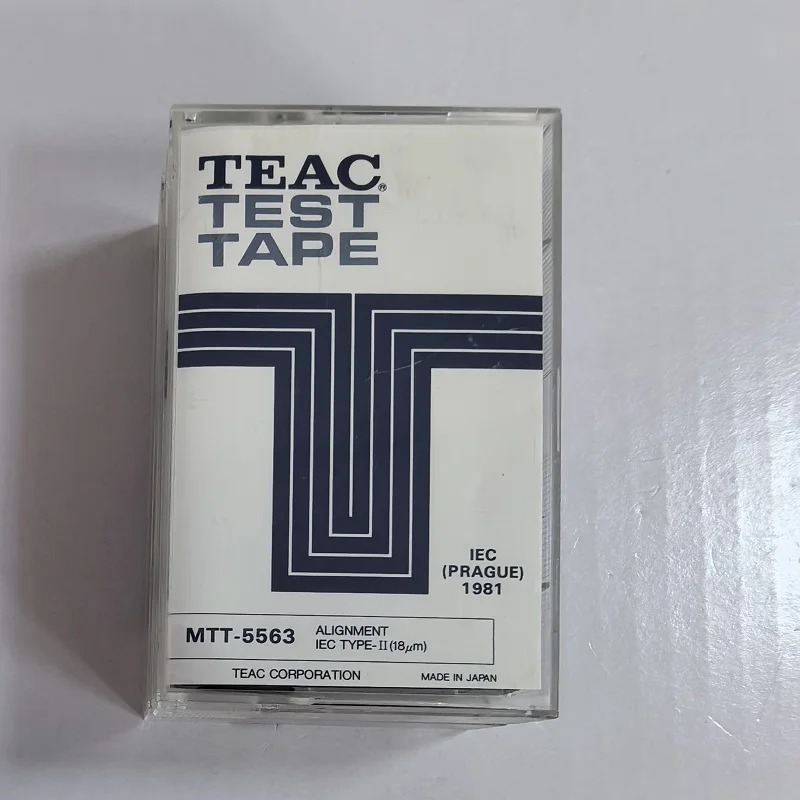 TEAC®
TEST
TAPE
IEC
(PRAGUE)
1981
MTT-5563
ALIGNMENT
IEC TYPE-II(18μm)
TEAC CORPORATION
MADE IN JAPAN